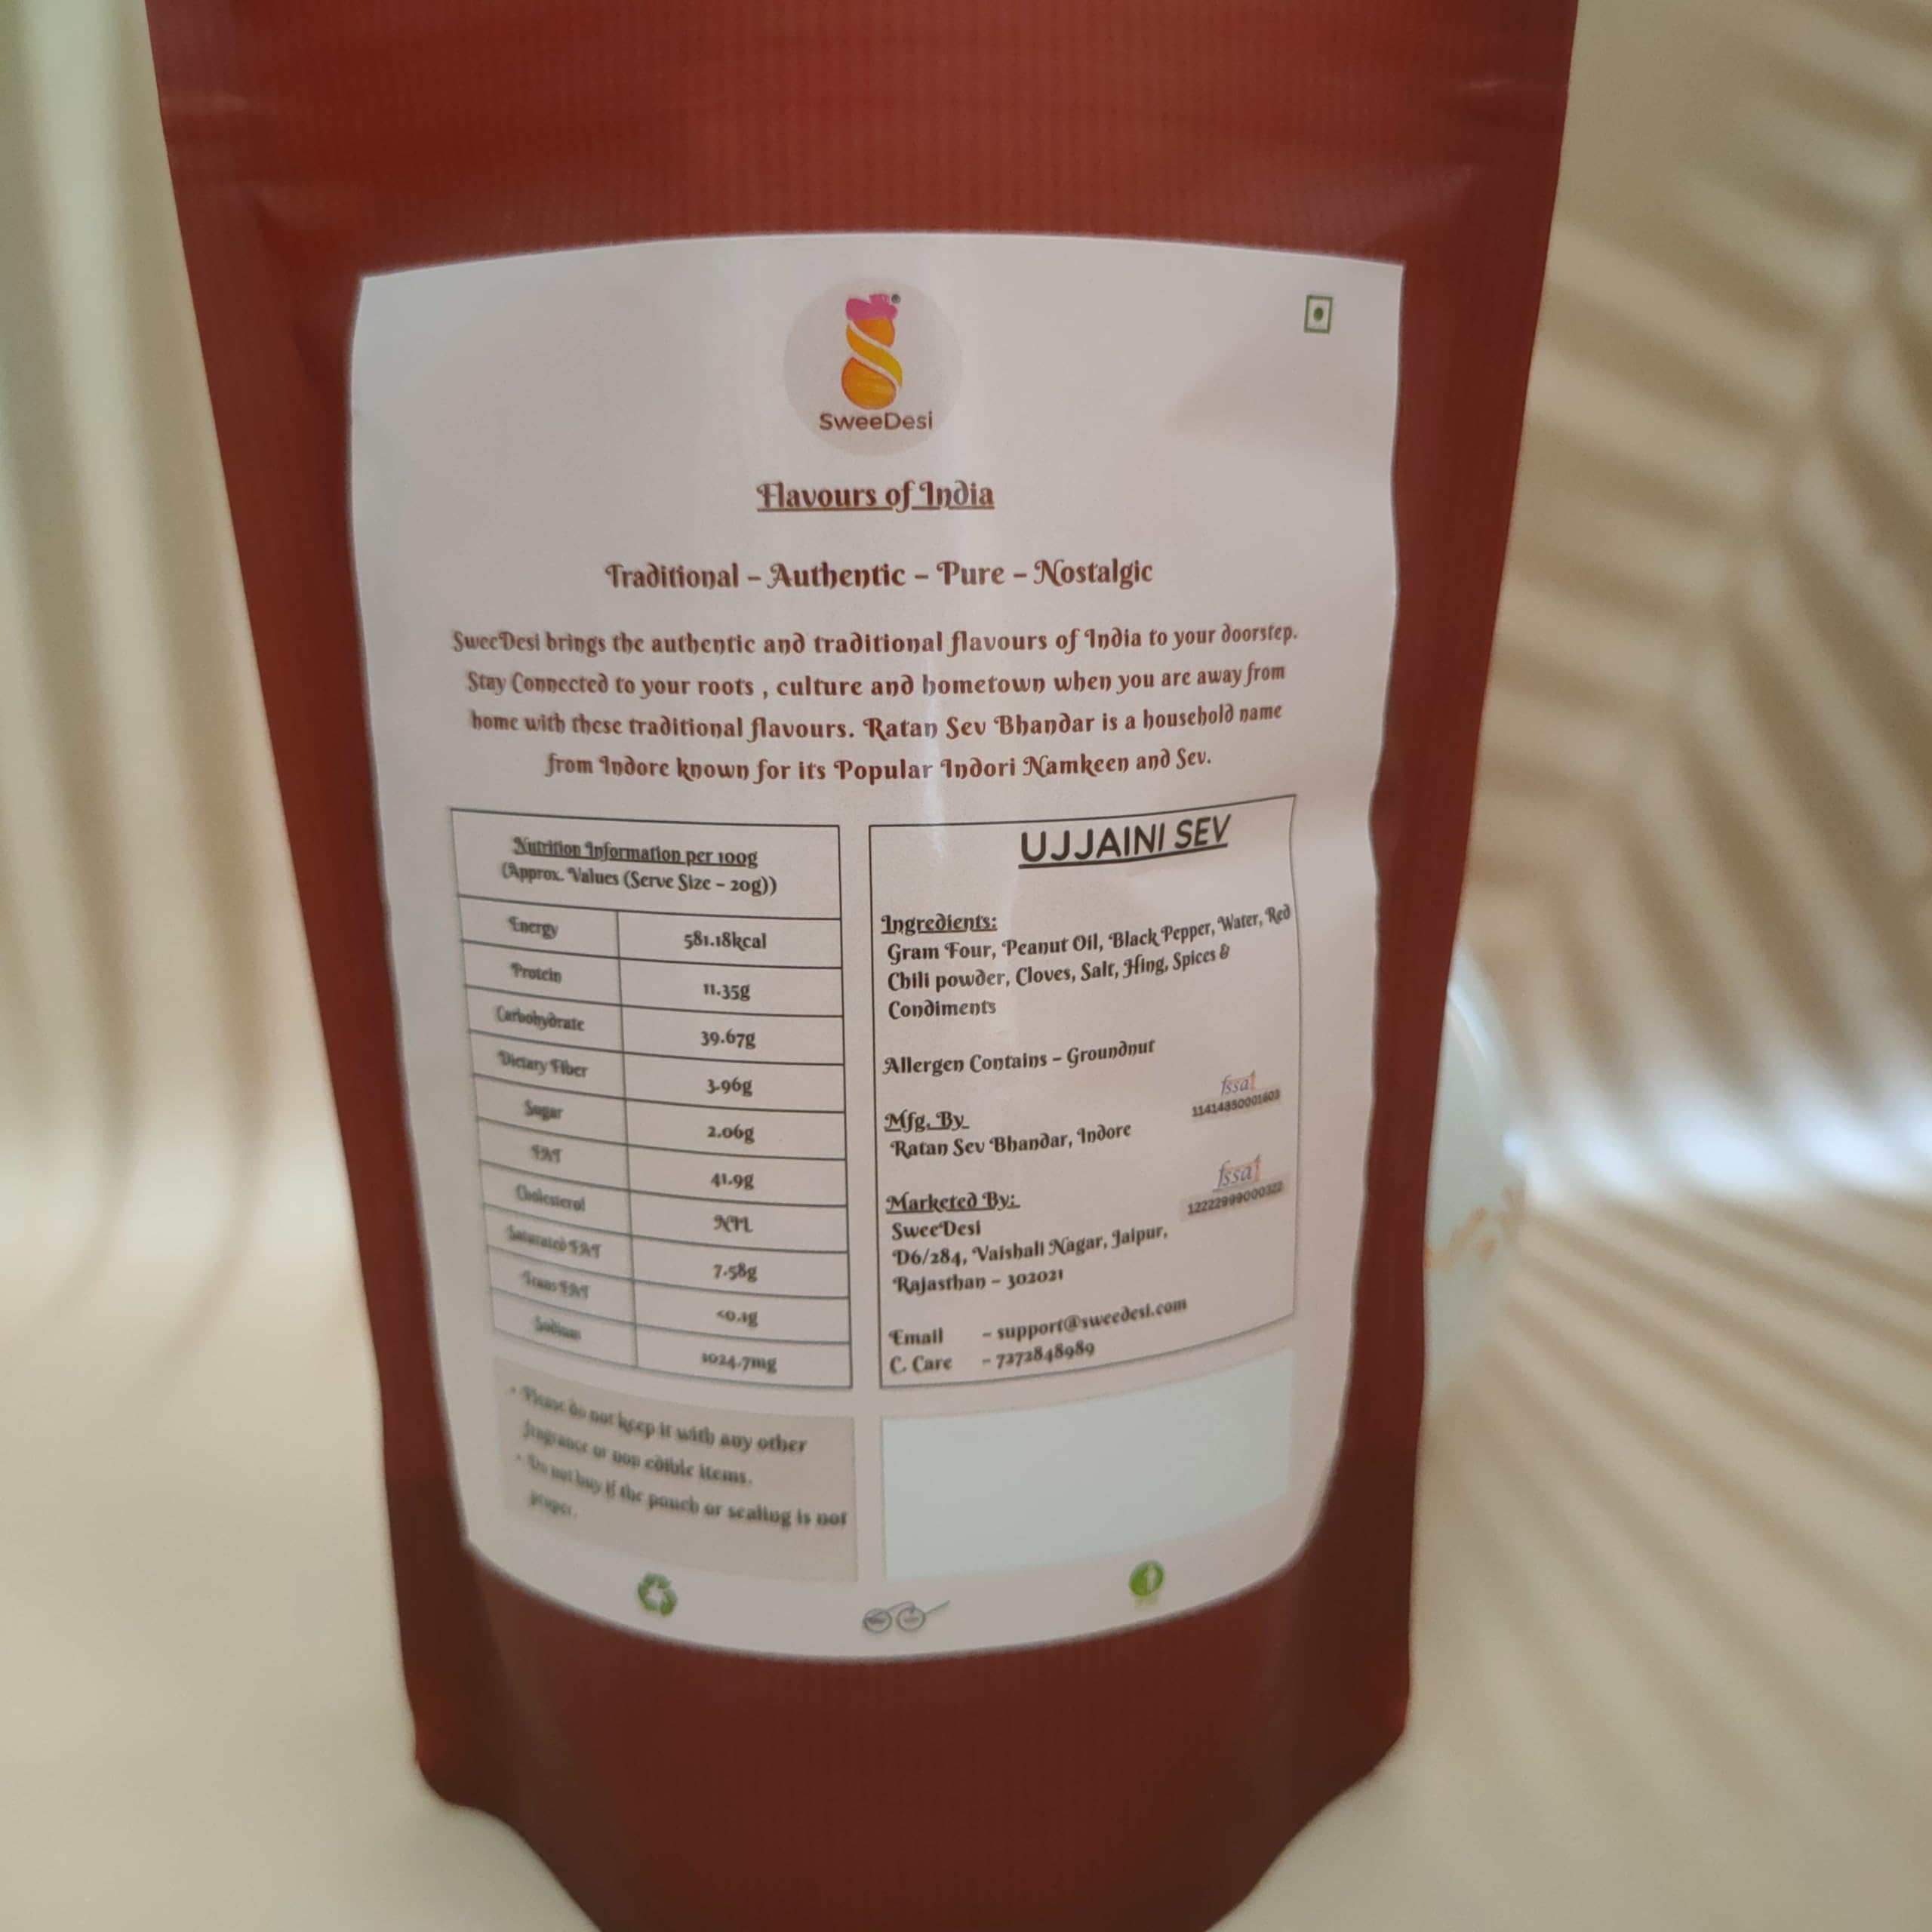 SweeDesi
Flavours of India
Traditional – Authentic – Pure – Nostalgic
SweeDesi brings the authentic and traditional flavours of India to your doorstep.
Stay Connected to your roots , culture and hometown when you are away from
home with these traditional flavours. Ratan Sev Bhandar is a household name
from Indore known for its Popular Indori Namkeen and Sev.
Nutrition Information per 100g
(Approx. Values (Serve Size – 20g))
Energy 581.18kcal
Protein 11.35g
Carbohydrate 39.67g
Dietary Fiber 3.96g
Sugar 2.06g
FAT 41.9g
Cholesterol NIL
Saturated FAT 7.58g
Trans FAT <0.1g
Sodium 1024.7mg
• Please do not keep it with any other
fragrance or non edible items.
• Do not buy if the pouch or sealing is not
proper.
UJJAINI SEV
Ingredients:
Gram Four, Peanut Oil, Black Pepper, Water, Red
Chili powder, Cloves, Salt, Hing, Spices &
Condiments
Allergen Contains – Groundnut
fssai
Mfg. By
Ratan Sev Bhandar, Indore
fssai
12222999000322
Marketed By:
SweeDesi
D6/284, Vaishali Nagar, Jaipur,
Rajasthan – 302021
Email – support@sweedesi.com
C. Care – 7272848989